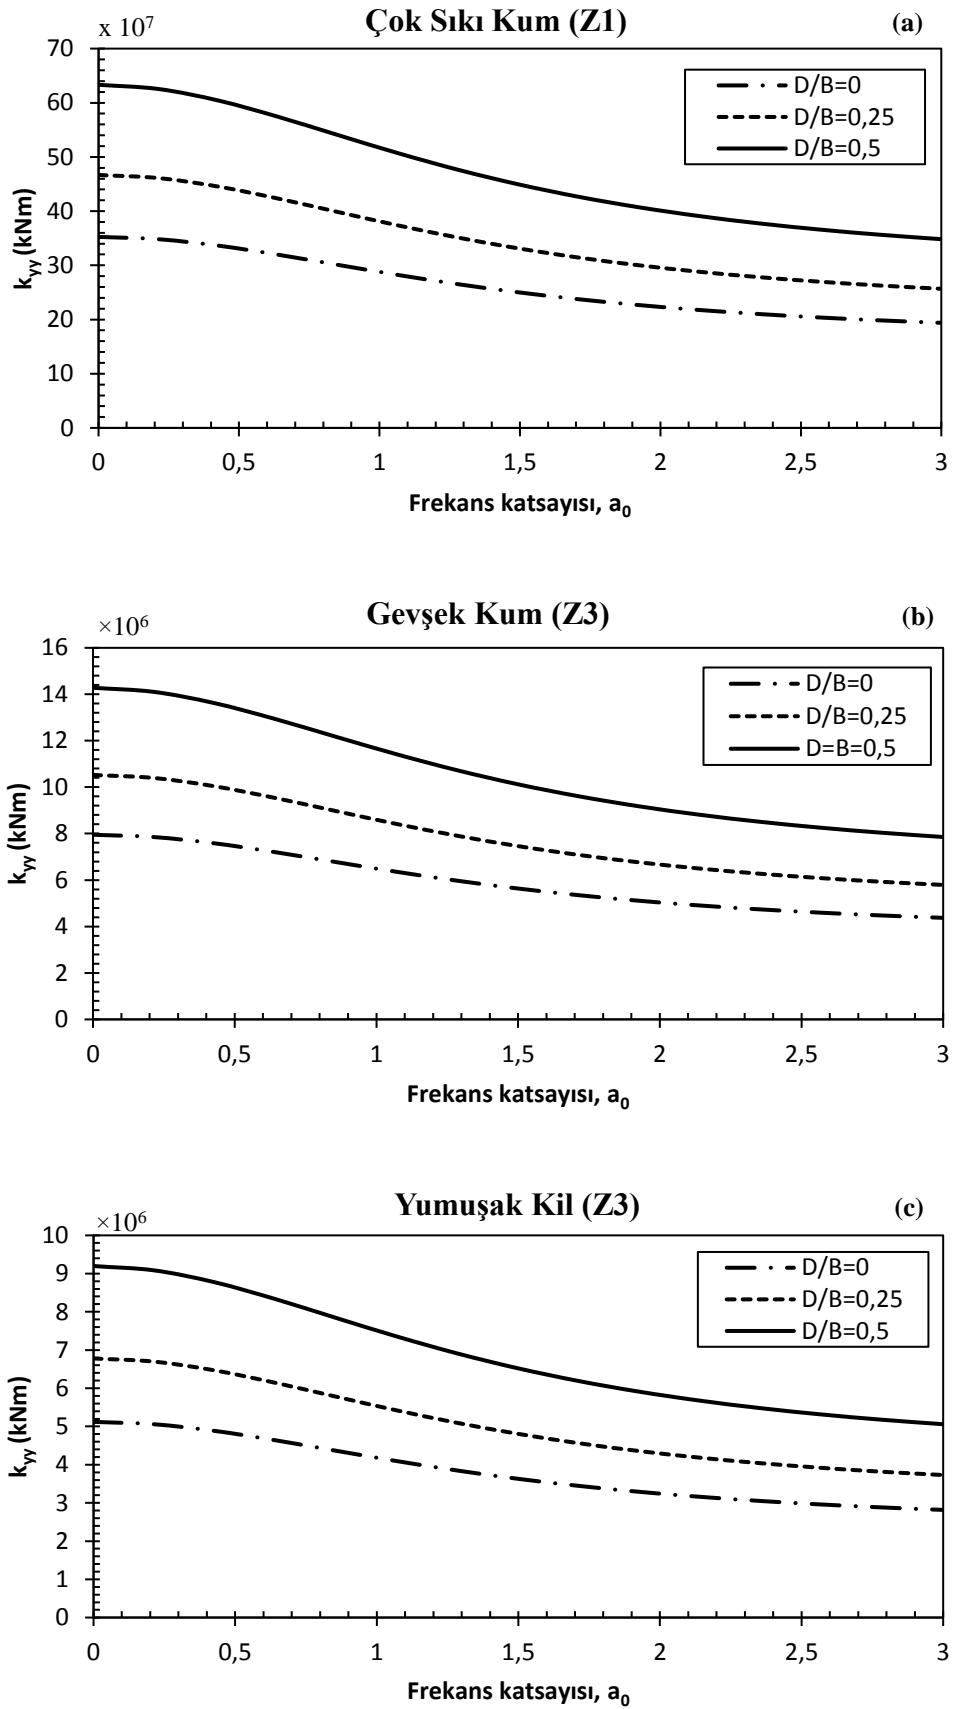 x 10⁷
Çok Sıkı Kum (Z1)
(a)
70
60
50
40
30
20
10
0
k_yy (kNm)
D/B=0
D/B=0,25
D/B=0,5
0 0,5 1 1,5 2 2,5 3
Frekans katsayısı, a₀
×10⁶
Gevşek Kum (Z3)
(b)
16
14
12
10
8
6
4
2
0
k_yy (kNm)
D/B=0
D/B=0,25
D=B=0,5
0 0,5 1 1,5 2 2,5 3
Frekans katsayısı, a₀
×10⁶
Yumuşak Kil (Z3)
(c)
10
9
8
7
6
5
4
3
2
1
0
k_yy (kNm)
D/B=0
D/B=0,25
D/B=0,5
0 0,5 1 1,5 2 2,5 3
Frekans katsayısı, a₀